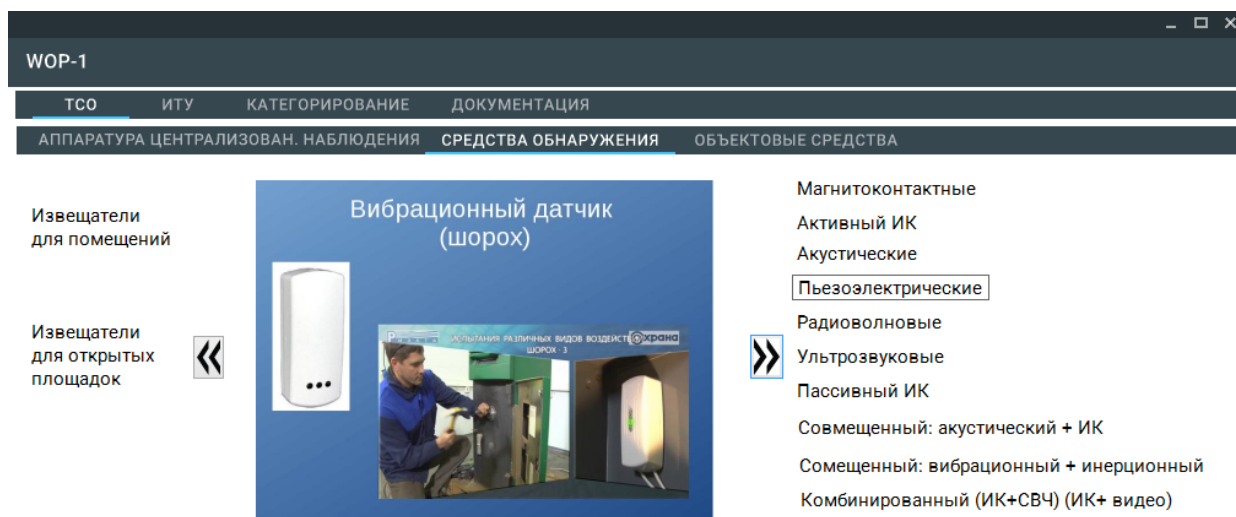 WOP-1
ТСО ИТУ КАТЕГОРИРОВАНИЕ ДОКУМЕНТАЦИЯ
АППАРАТУРА ЦЕНТРАЛИЗОВАН. НАБЛЮДЕНИЯ СРЕДСТВА ОБНАРУЖЕНИЯ ОБЪЕКТОВЫЕ СРЕДСТВА
Извещатели
для помещений
Извещатели
для открытых
площадок
Вибрационный датчик
(шорох)
ИСПЫТАНИЯ РАЗЛИЧНЫХ ВИДОВ ВОЗДЕЙСТ
Охрана
ШОРОХ - 3
Магнитоконтактные
Активный ИК
Акустические
Пьезоэлектрические
Радиоволновые
Ультрозвуковые
Пассивный ИК
Совмещенный: акустический + ИК
Сомещенный: вибрационный + инерционный
Комбинированный (ИК+СВЧ) (ИК+ видео)